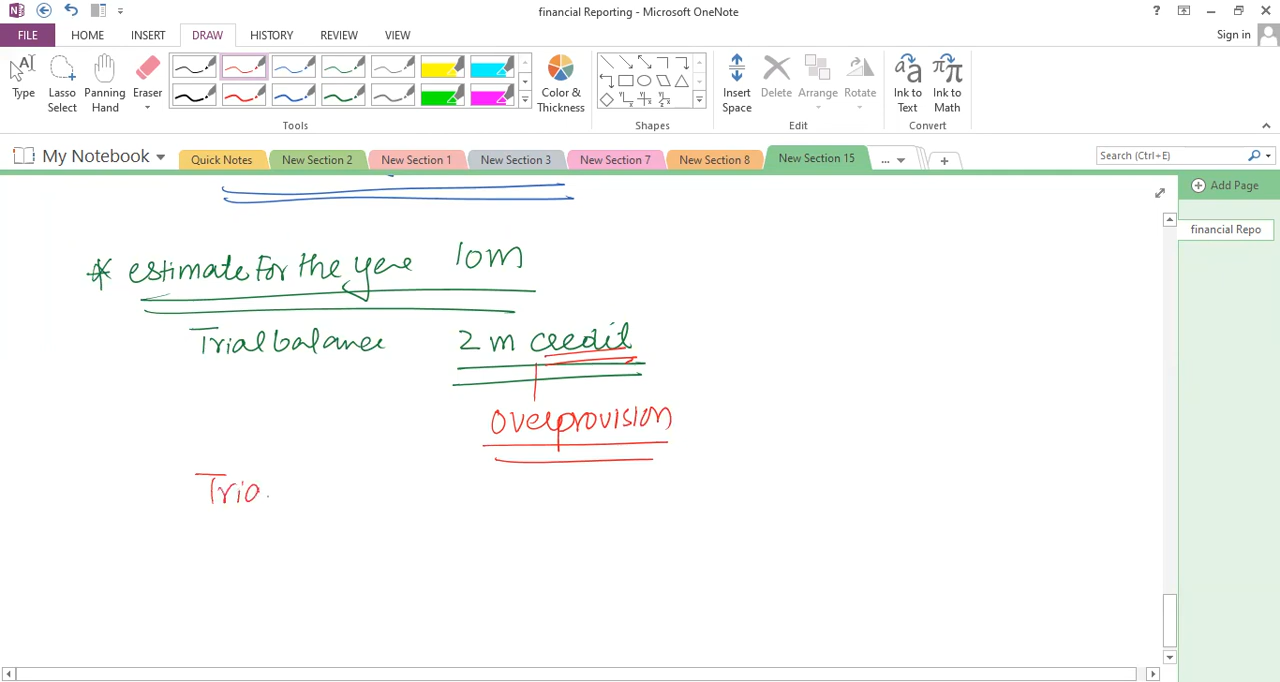 financial Reporting - Microsoft OneNote
Sign in
FILE HOME INSERT DRAW HISTORY REVIEW VIEW
Type
Lasso Select
Panning Hand
Eraser
Color & Thickness
Insert Space
Delete
Arrange
Rotate
Ink to Text
Ink to Math
Tools Shapes Edit Convert
My Notebook Quick Notes New Section 2 New Section 1 New Section 3 New Section 7 New Section 8 New Section 15 ... Search (Ctrl+E)
Add Page
financial Repo
* estimate for the year 10m
Trial balance 2 m credit
overprovision
Tria